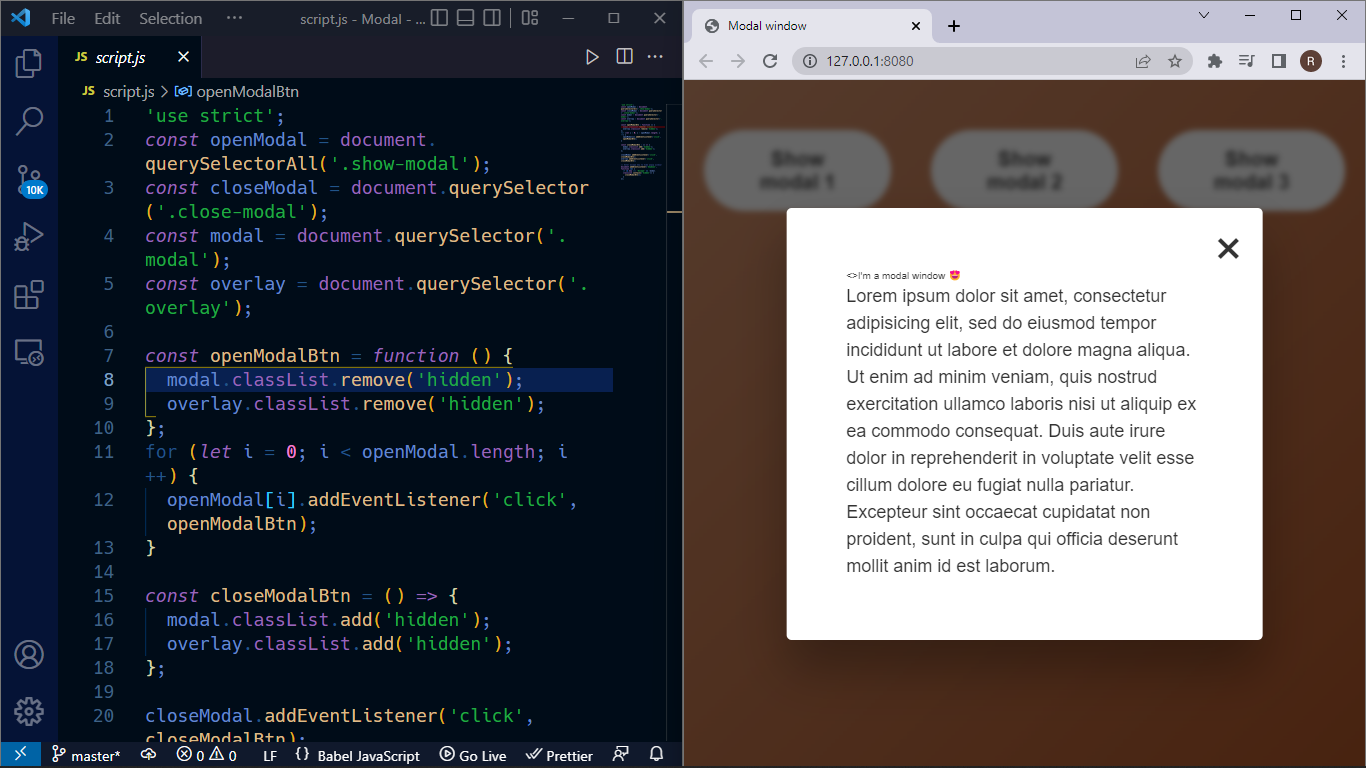 File Edit Selection ··· script.js - Modal - ...
JS script.js
JS script.js > openModalBtn
1 'use strict';
2 const openModal = document.
querySelectorAll('.show-modal');
3 const closeModal = document.querySelector
('.close-modal');
4 const modal = document.querySelector('.
modal');
5 const overlay = document.querySelector('.
overlay');
6
7 const openModalBtn = function () {
8 modal.classList.remove('hidden');
9 overlay.classList.remove('hidden');
10 };
11 for (let i = 0; i < openModal.length; i
++) {
12 openModal[i].addEventListener('click',
openModalBtn);
13 }
14
15 const closeModalBtn = () => {
16 modal.classList.add('hidden');
17 overlay.classList.add('hidden');
18 };
19
20 closeModal.addEventListener('click',
closeModalBtn);
10K
master* 0 0 LF {} Babel JavaScript Go Live Prettier
Modal window
127.0.0.1:8080
R
Show
modal 1
Show
modal 2
Show
modal 3
<>I'm a modal window 😍
Lorem ipsum dolor sit amet, consectetur
adipisicing elit, sed do eiusmod tempor
incididunt ut labore et dolore magna aliqua.
Ut enim ad minim veniam, quis nostrud
exercitation ullamco laboris nisi ut aliquip ex
ea commodo consequat. Duis aute irure
dolor in reprehenderit in voluptate velit esse
cillum dolore eu fugiat nulla pariatur.
Excepteur sint occaecat cupidatat non
proident, sunt in culpa qui officia deserunt
mollit anim id est laborum.